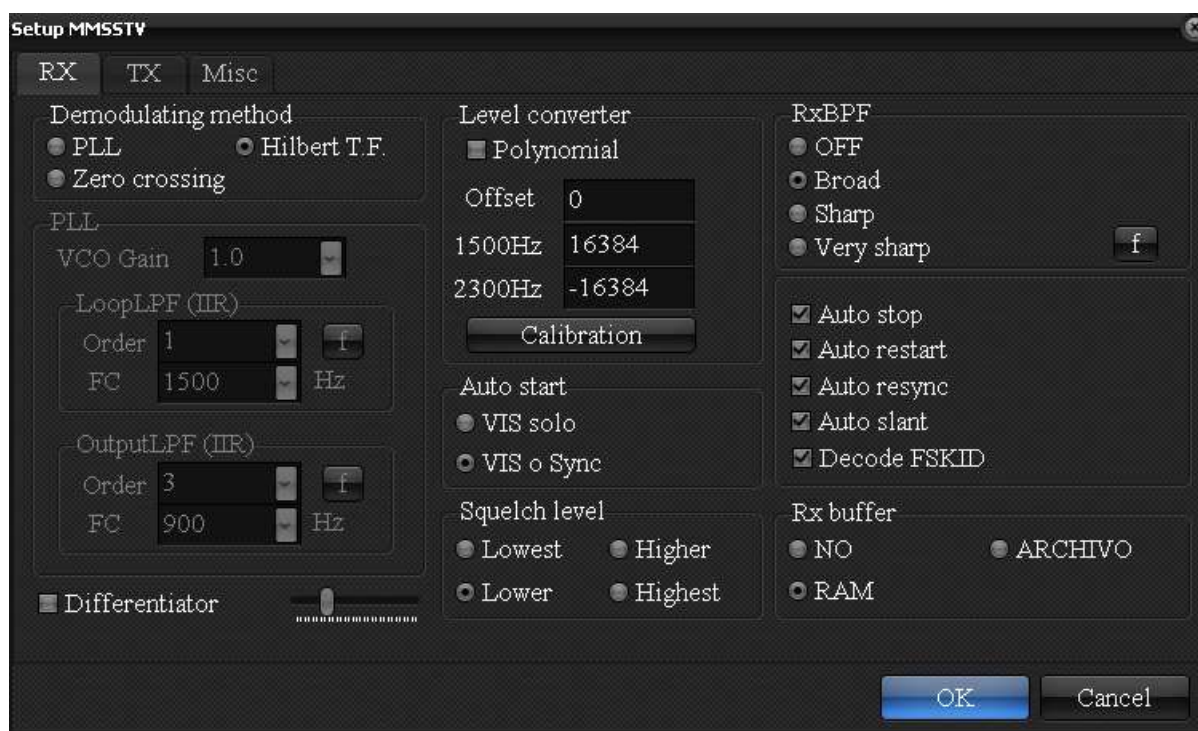 Setup MMSSTV
RX TX Misc
Demodulating method
PLL Hilbert T.F.
Zero crossing
PLL
VCO Gain 1.0
LoopLPF (IIR)
Order 1 f
FC 1500 Hz
OutputLPF (IIR)
Order 3 f
FC 900 Hz
Differentiator
Level converter
Polynomial
Offset 0
1500Hz 16384
2300Hz -16384
Calibration
Auto start
VIS solo
VIS o Sync
Squelch level
Lowest Higher
Lower Highest
RxBPF
OFF
Broad
Sharp
Very sharp f
Auto stop
Auto restart
Auto resync
Auto slant
Decode FSKID
Rx buffer
NO ARCHIVO
RAM
OK Cancel